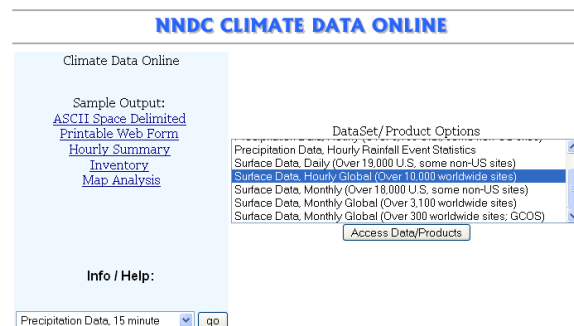 NNDC CLIMATE DATA ONLINE
Climate Data Online
Sample Output:
ASCII Space Delimited
Printable Web Form
Hourly Summary
Inventory
Map Analysis
Info / Help:
Precipitation Data, 15 minute
go
DataSet/Product Options
Precipitation Data, Hourly Rainfall Event Statistics
Surface Data, Daily (Over 19,000 U.S, some non-US sites)
Surface Data, Hourly Global (Over 10,000 worldwide sites)
Surface Data, Monthly (Over 18,000 U.S, some non-US sites)
Surface Data, Monthly Global (Over 3,100 worldwide sites)
Surface Data, Monthly Global (Over 300 worldwide sites; GCOS)
Access Data/Products